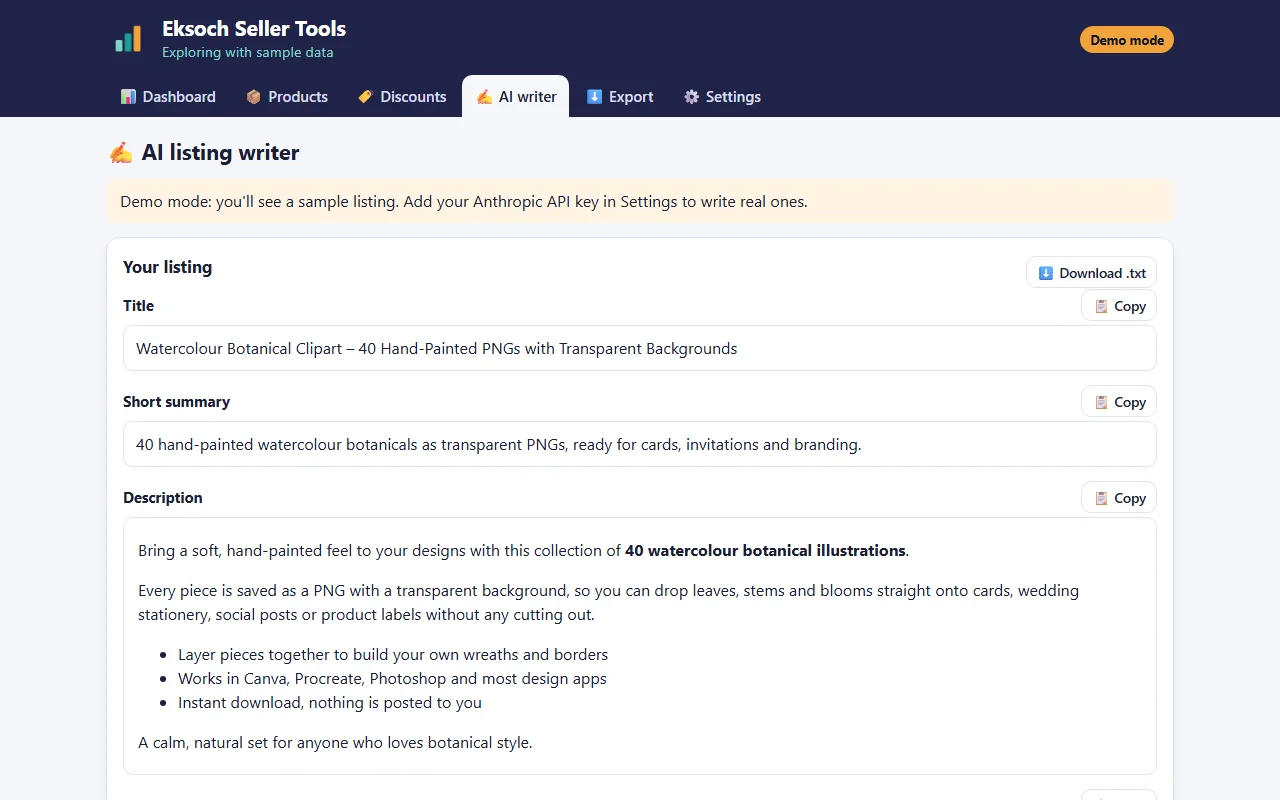 Eksoch Seller Tools
Exploring with sample data
Demo mode
Dashboard
Products
Discounts
AI writer
Export
Settings
AI listing writer
Demo mode: you'll see a sample listing. Add your Anthropic API key in Settings to write real ones.
Your listing
Download .txt
Title
Copy
Watercolour Botanical Clipart – 40 Hand-Painted PNGs with Transparent Backgrounds
Short summary
Copy
40 hand-painted watercolour botanicals as transparent PNGs, ready for cards, invitations and branding.
Description
Copy
Bring a soft, hand-painted feel to your designs with this collection of 40 watercolour botanical illustrations.
Every piece is saved as a PNG with a transparent background, so you can drop leaves, stems and blooms straight onto cards, wedding
stationery, social posts or product labels without any cutting out.
• Layer pieces together to build your own wreaths and borders
• Works in Canva, Procreate, Photoshop and most design apps
• Instant download, nothing is posted to you
A calm, natural set for anyone who loves botanical style.